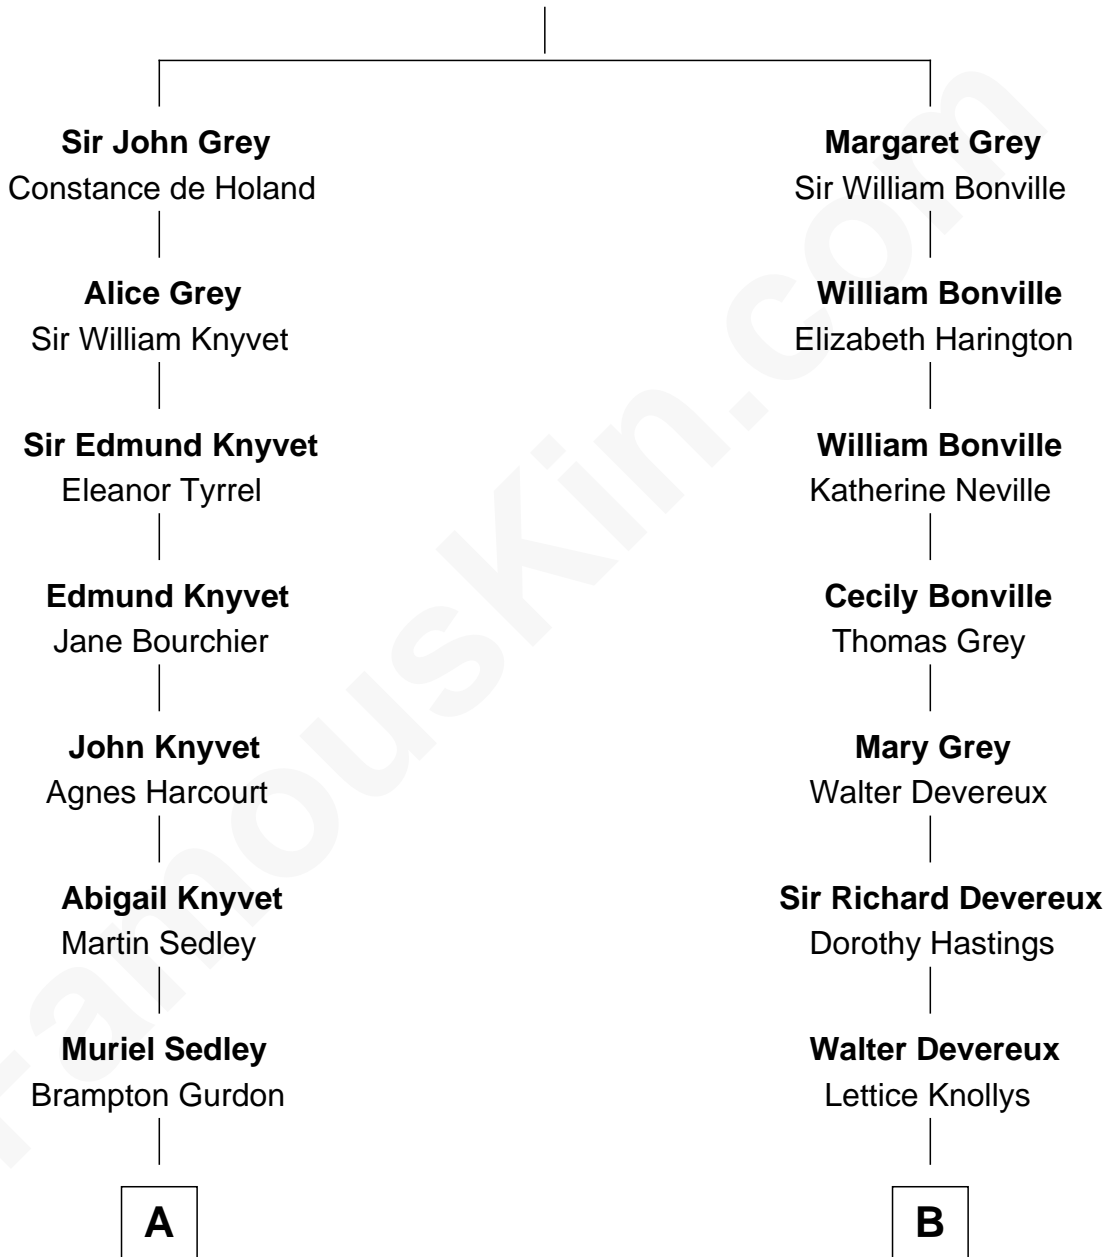 Sir John Grey
Constance de Holand
Alice Grey
Sir William Knyvet
Sir Edmund Knyvet
Eleanor Tyrrel
Edmund Knyvet
Jane Bourchier
John Knyvet
Agnes Harcourt
Abigail Knyvet
Martin Sedley
Muriel Sedley
Brampton Gurdon
A
Margaret Grey
Sir William Bonville
William Bonville
Elizabeth Harington
William Bonville
Katherine Neville
Cecily Bonville
Thomas Grey
Mary Grey
Walter Devereux
Sir Richard Devereux
Dorothy Hastings
Walter Devereux
Lettice Knollys
B
FamousKin.com